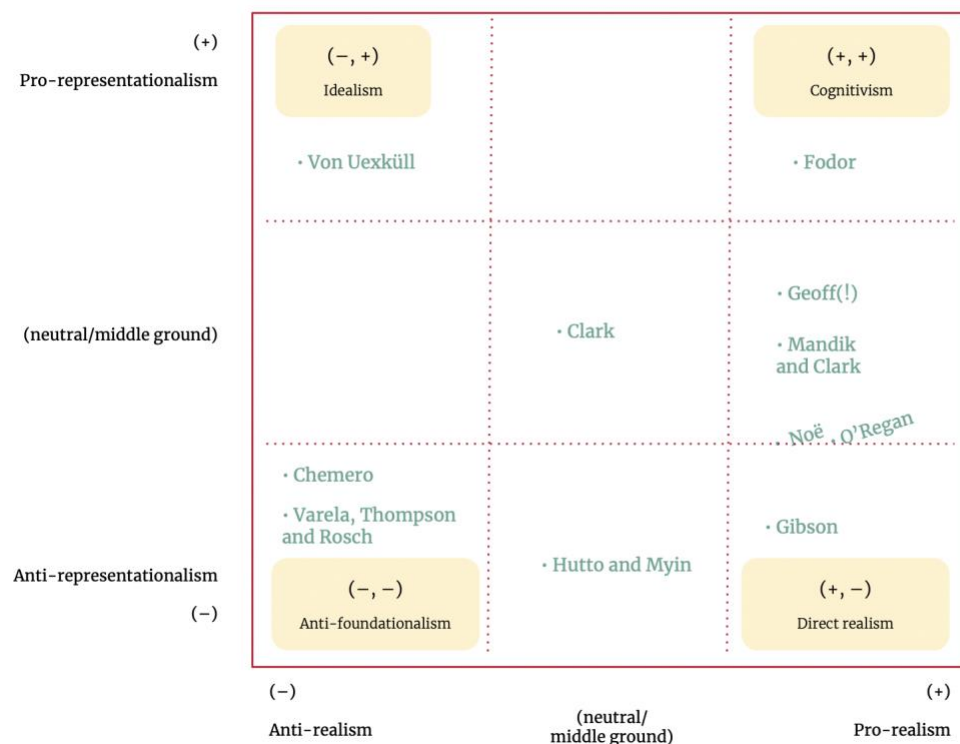 (+)
Pro-representationalism
(−, +)
Idealism
(+, +)
Cognitivism
· Von Uexküll
· Fodor
(neutral/middle ground)
· Clark
· Geoff(!)
· Mandik
and Clark
· Noë , O’Regan
· Chemero
· Varela, Thompson
and Rosch
· Hutto and Myin
· Gibson
Anti-representationalism
(−)
(−, −)
Anti-foundationalism
(+, −)
Direct realism
(−)
Anti-realism
(neutral/
middle ground)
(+)
Pro-realism